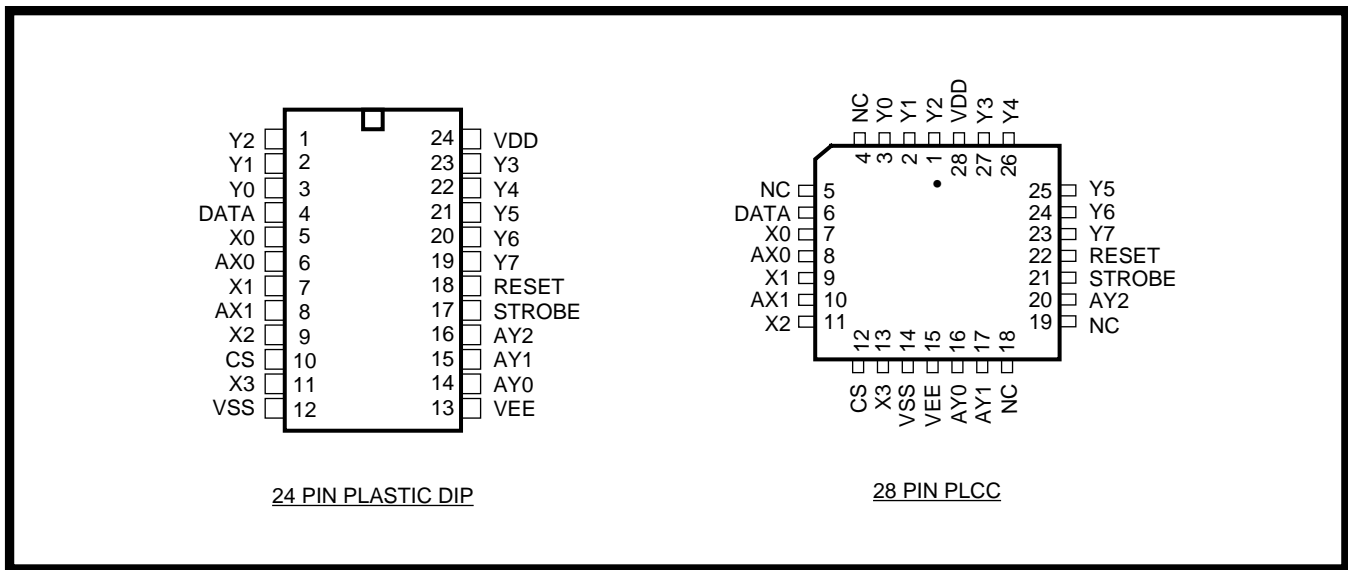 Y2 1 24 VDD
Y1 2 23 Y3
Y0 3 22 Y4
DATA 4 21 Y5
X0 5 20 Y6
AX0 6 19 Y7
X1 7 18 RESET
AX1 8 17 STROBE
X2 9 16 AY2
CS 10 15 AY1
X3 11 14 AY0
VSS 12 13 VEE
24 PIN PLASTIC DIP
NC Y0 Y1 Y2 VDD Y3 Y4
4 3 2 1 28 27 26
NC 5 25 Y5
DATA 6 24 Y6
X0 7 23 Y7
AX0 8 22 RESET
X1 9 21 STROBE
AX1 10 20 AY2
X2 11 19 NC
12 13 14 15 16 17 18
CS X3 VSS VEE AY0 AY1 NC
28 PIN PLCC